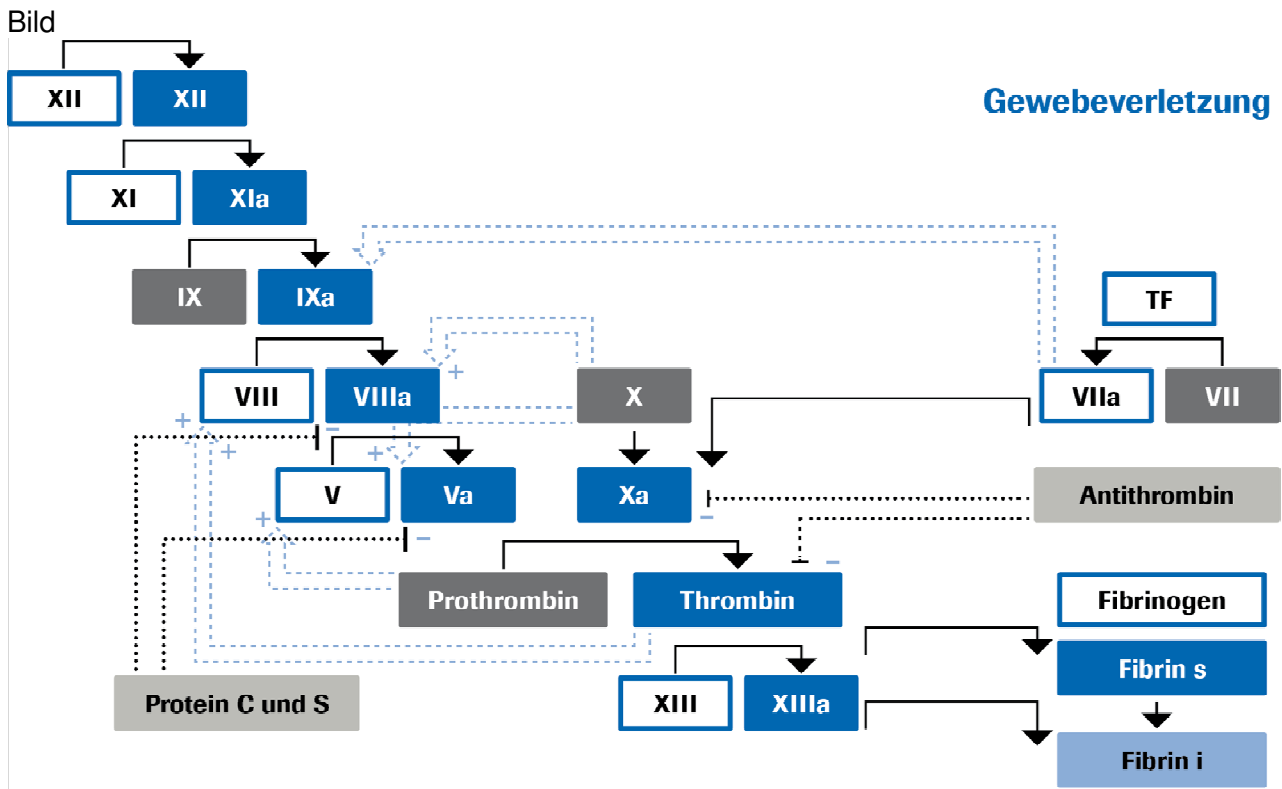 Bild
XII XII
Gewebeverletzung
XI XIa
IX IXa
TF
VIII VIIIa + X VIIa VII
+ + − +
V Va Xa Antithrombin
+ − −
−
Prothrombin Thrombin Fibrinogen
Fibrin s
Protein C und S XIII XIIIa
Fibrin i